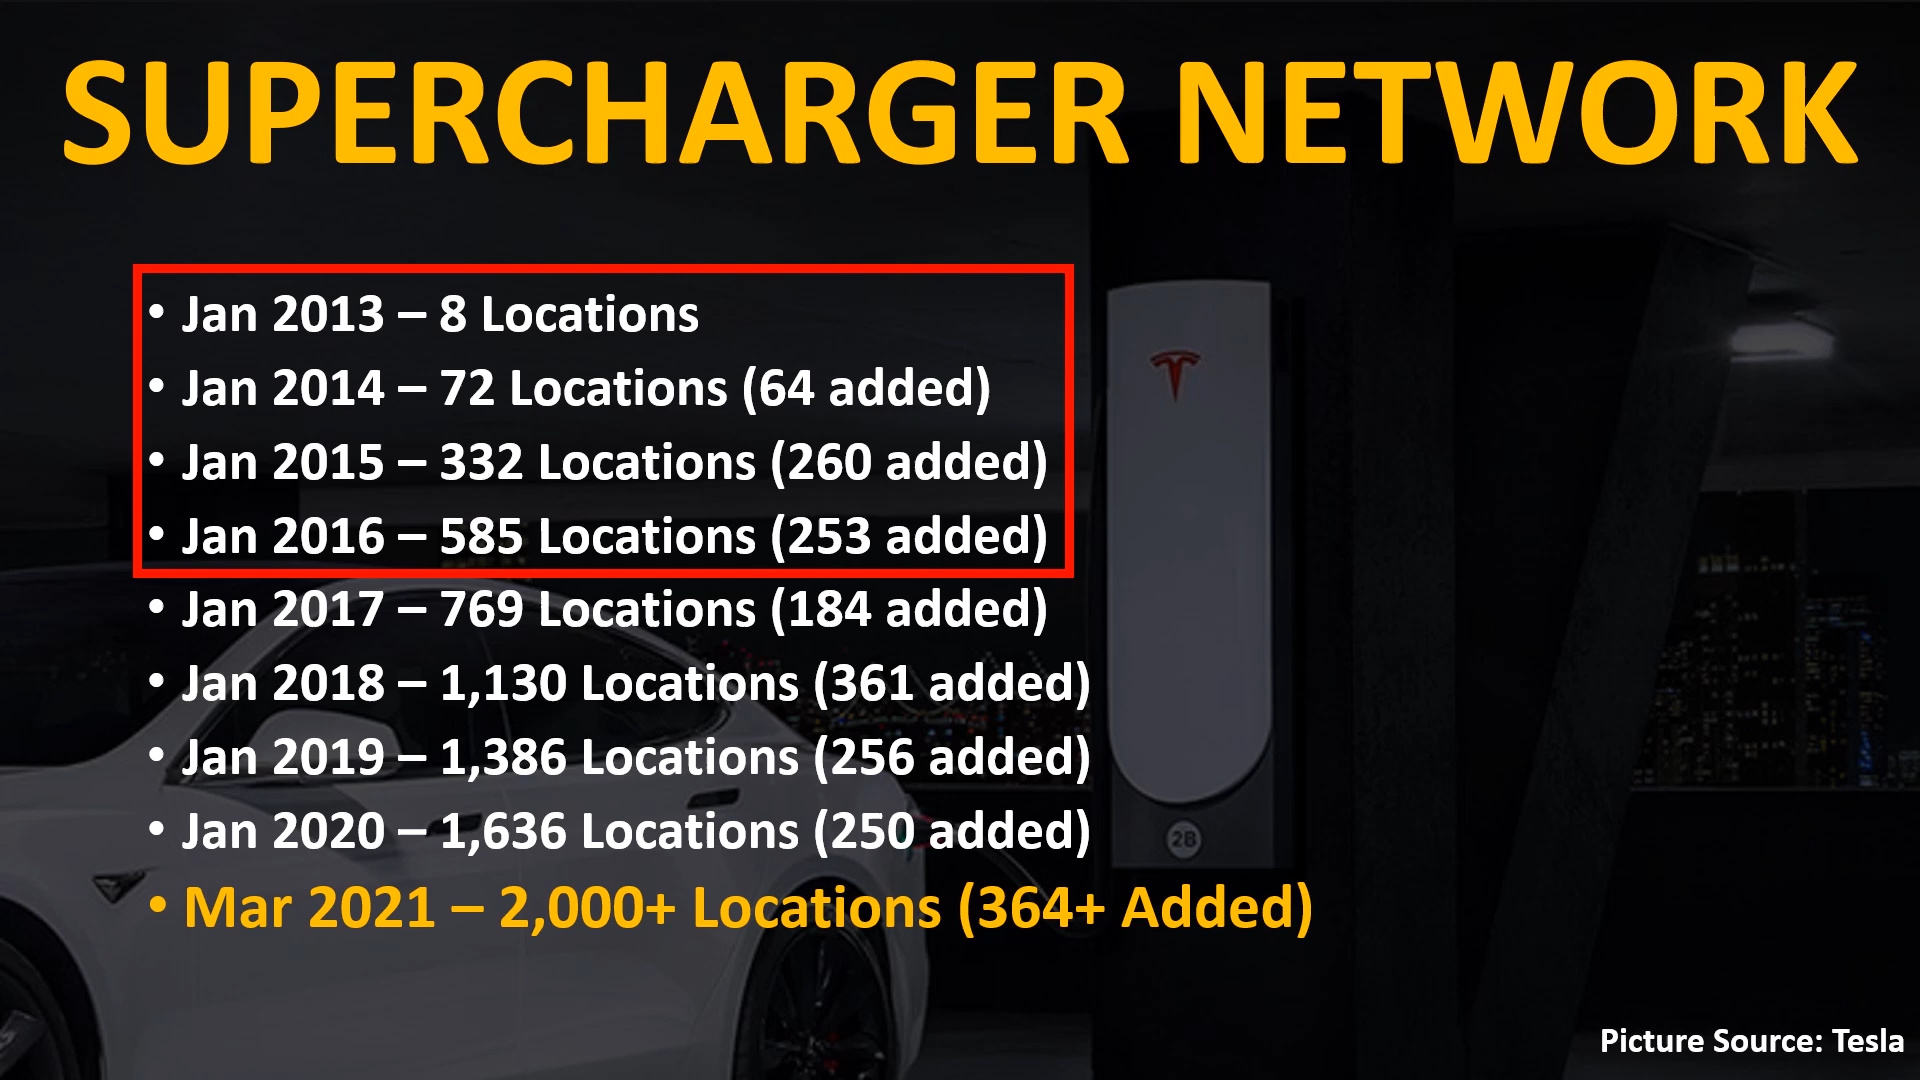 SUPERCHARGER NETWORK
• Jan 2013 – 8 Locations
• Jan 2014 – 72 Locations (64 added)
• Jan 2015 – 332 Locations (260 added)
• Jan 2016 – 585 Locations (253 added)
• Jan 2017 – 769 Locations (184 added)
• Jan 2018 – 1,130 Locations (361 added)
• Jan 2019 – 1,386 Locations (256 added)
• Jan 2020 – 1,636 Locations (250 added)
• Mar 2021 – 2,000+ Locations (364+ Added)
2B
Picture Source: Tesla